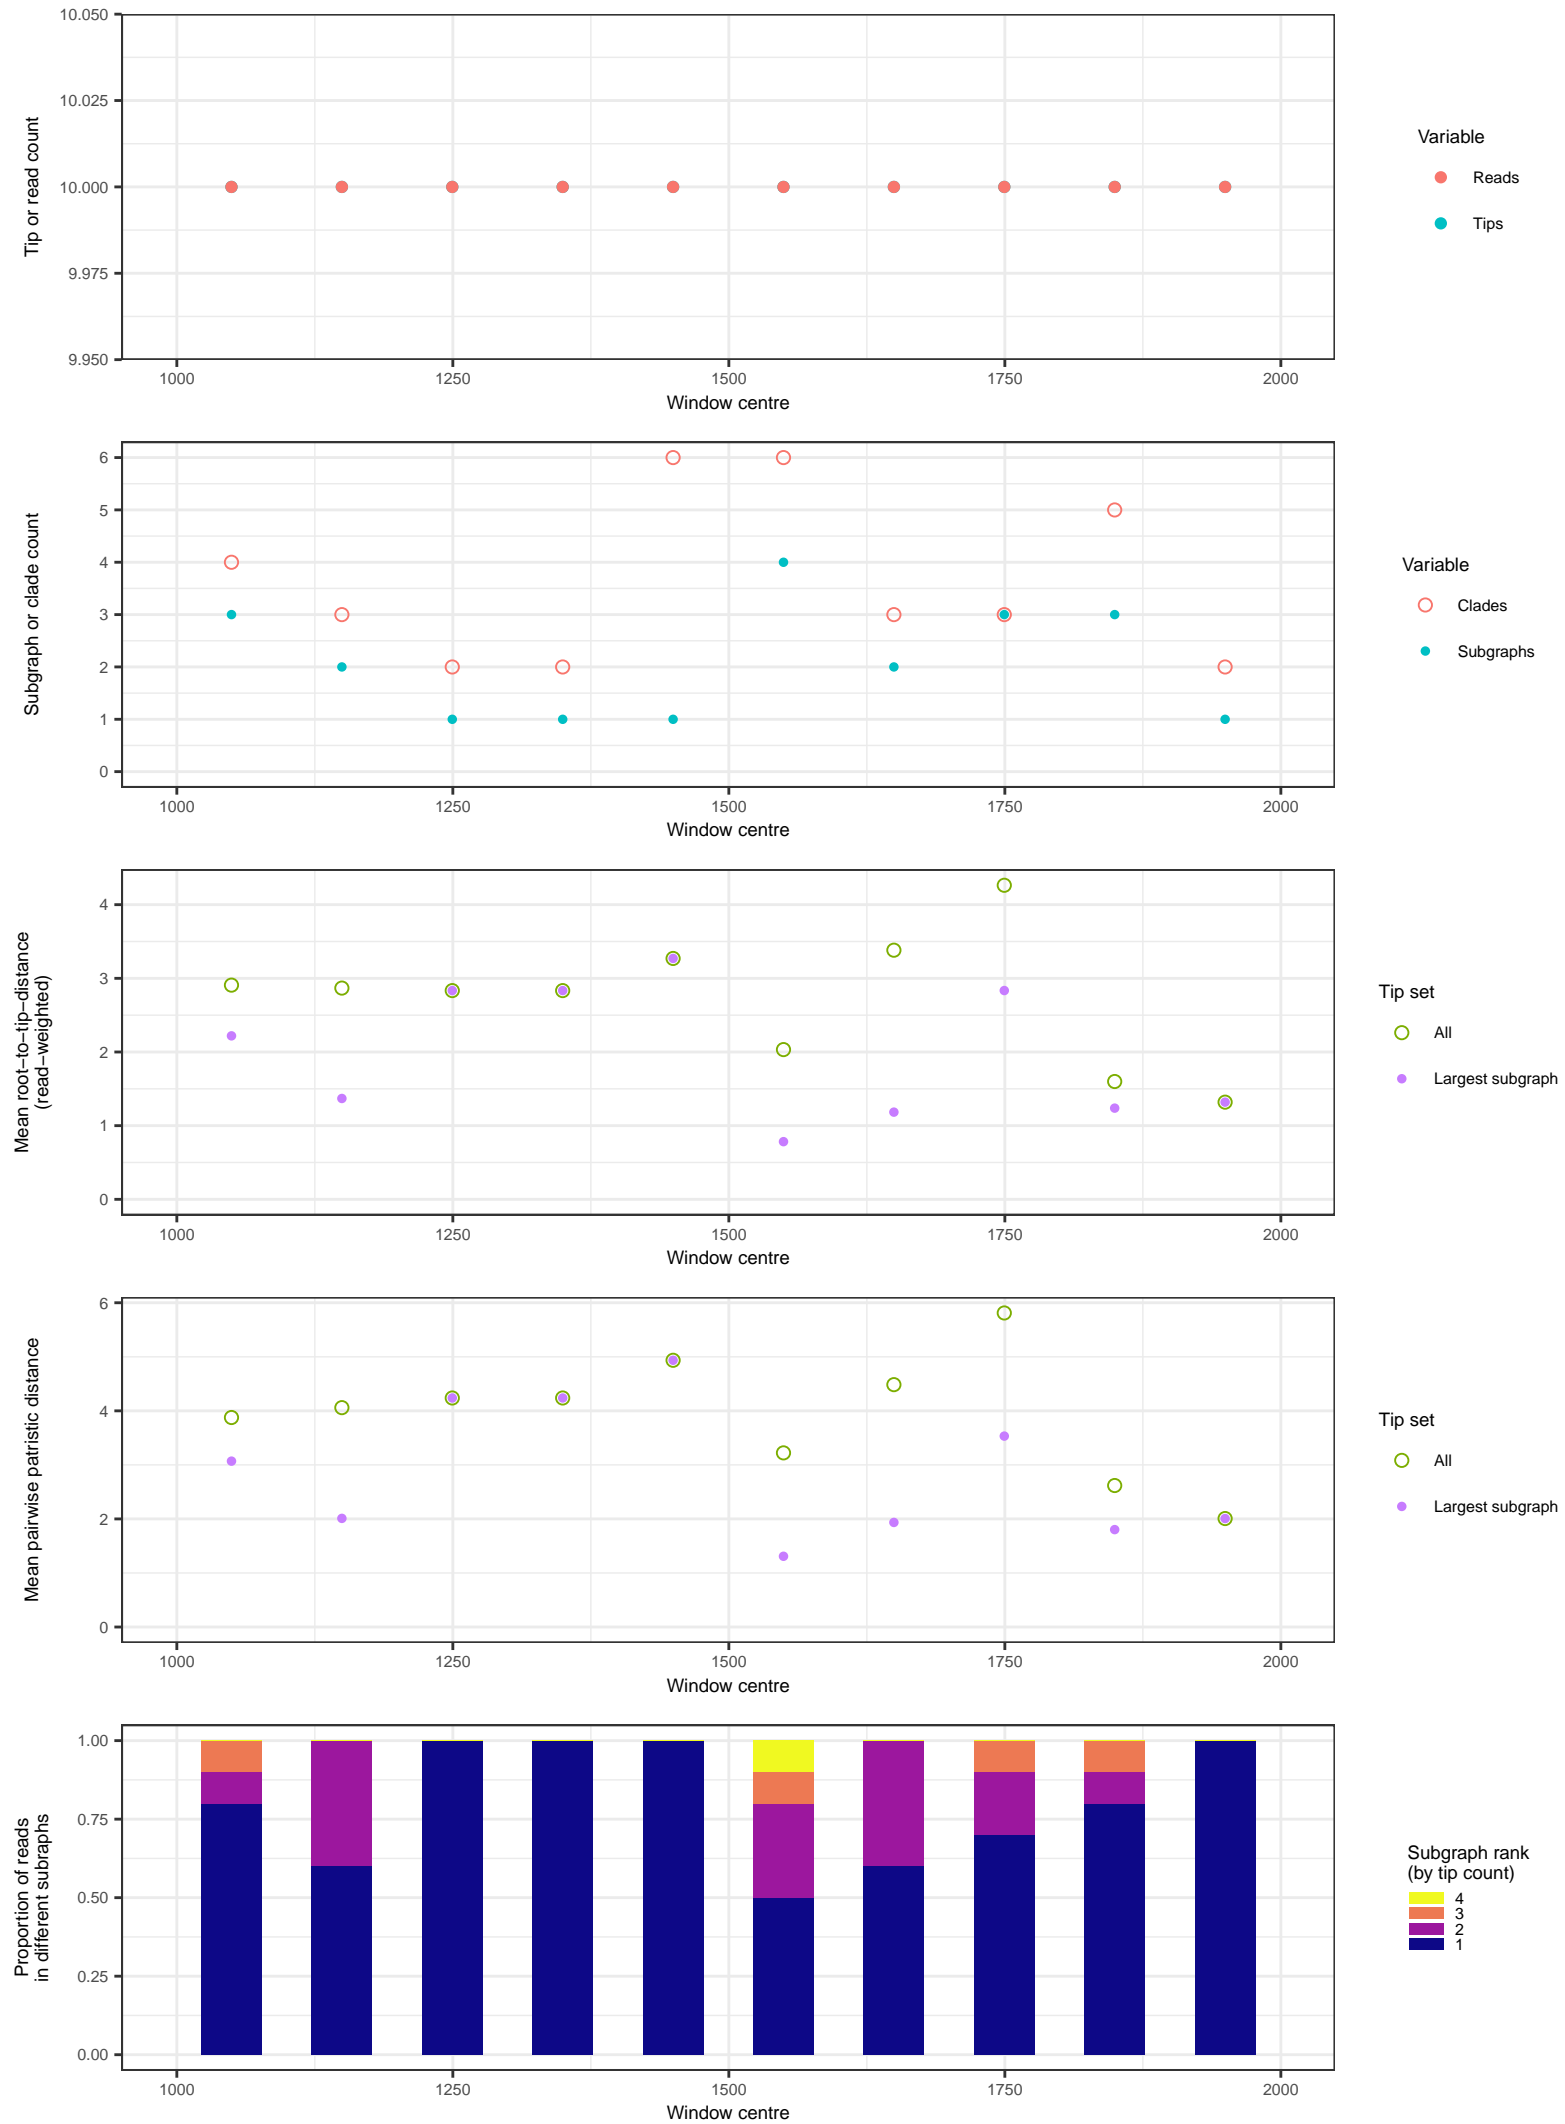 10.050
10.025
10.000
9.975
9.950
Tip or read count
1000 1250 1500 1750 2000
Window centre
Variable
Reads
Tips
6
5
4
3
2
1
0
Subgraph or clade count
1000 1250 1500 1750 2000
Window centre
Variable
Clades
Subgraphs
4
3
2
1
0
Mean root−to−tip−distance
(read−weighted)
1000 1250 1500 1750 2000
Window centre
Tip set
All
Largest subgraph
6
4
2
0
Mean pairwise patristic distance
1000 1250 1500 1750 2000
Window centre
Tip set
All
Largest subgraph
1.00
0.75
0.50
0.25
0.00
Proportion of reads
in different subraphs
1000 1250 1500 1750 2000
Window centre
Subgraph rank
(by tip count)
4
3
2
1